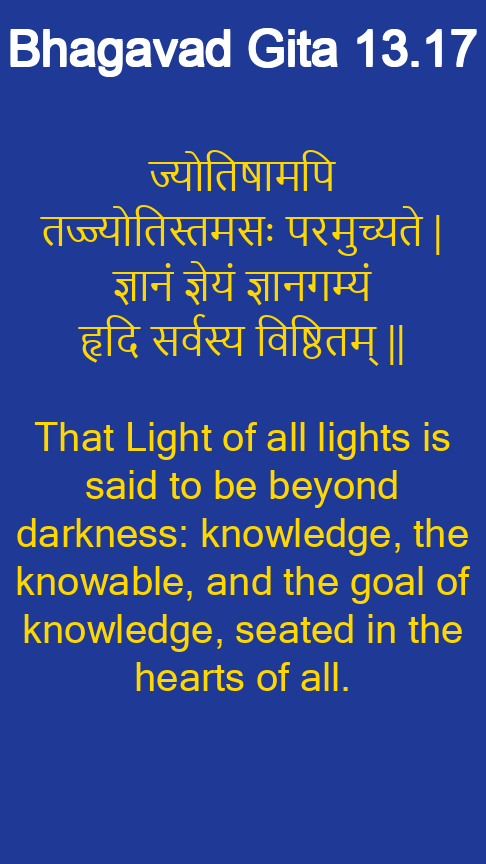 Bhagavad Gita 13.17
ज्योतिषामपि
तज्ज्योतिस्तमसः परमुच्यते |
ज्ञानं ज्ञेयं ज्ञानगम्यं
हृदि सर्वस्य विष्ठितम् ||
That Light of all lights is
said to be beyond
darkness: knowledge, the
knowable, and the goal of
knowledge, seated in the
hearts of all.